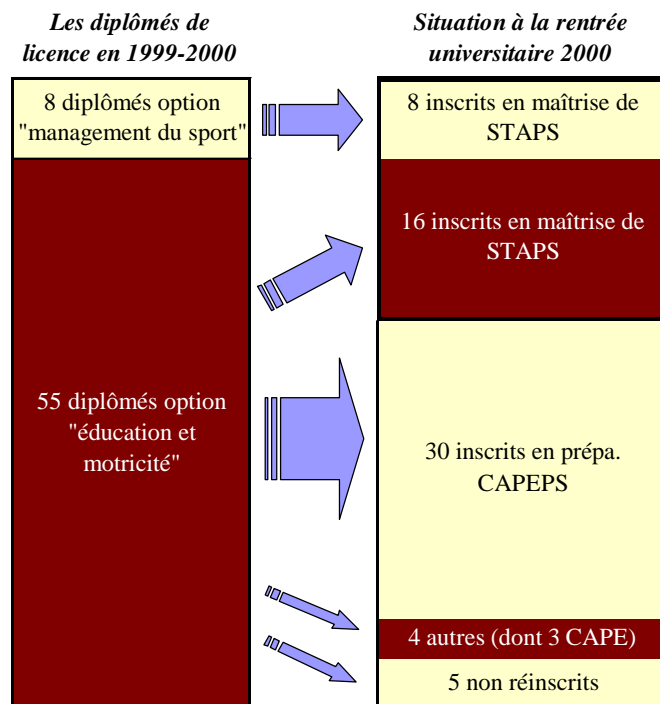 Les diplômés de
licence en 1999-2000
Situation à la rentrée
universitaire 2000
8 diplômés option
"management du sport"
8 inscrits en maîtrise de
STAPS
16 inscrits en maîtrise de
STAPS
55 diplômés option
"éducation et
motricité"
30 inscrits en prépa.
CAPEPS
4 autres (dont 3 CAPE)
5 non réinscrits